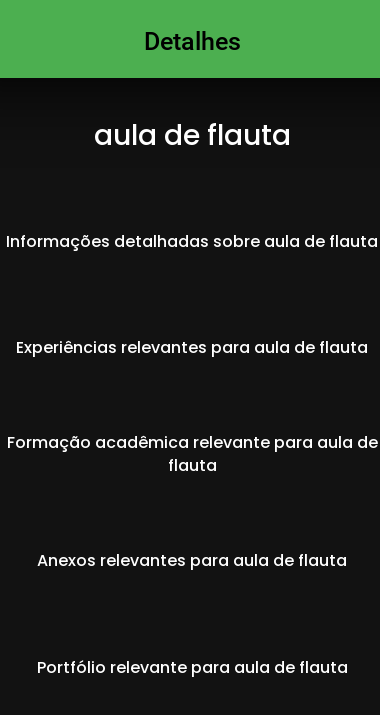 Detalhes
aula de flauta
Informações detalhadas sobre aula de flauta
Experiências relevantes para aula de flauta
Formação acadêmica relevante para aula de
flauta
Anexos relevantes para aula de flauta
Portfólio relevante para aula de flauta